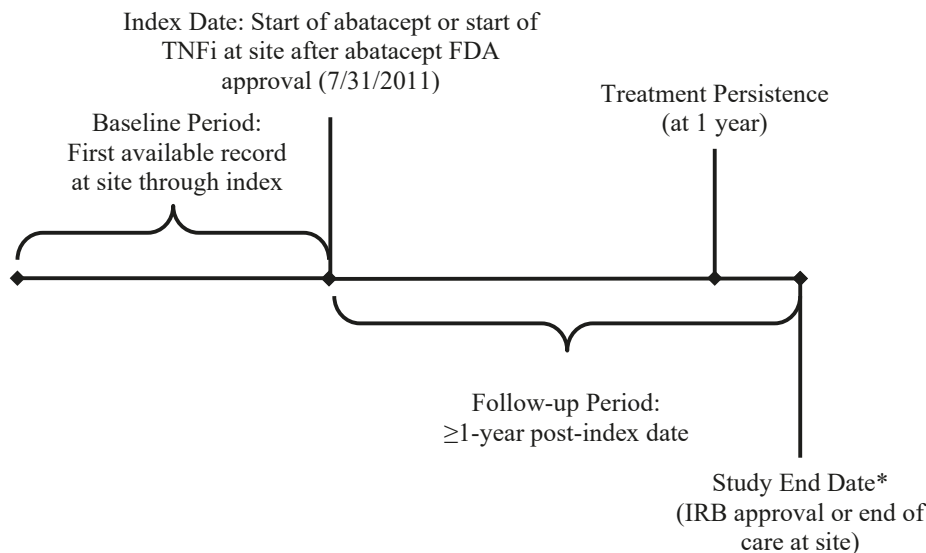 Index Date: Start of abatacept or start of
TNFi at site after abatacept FDA
approval (7/31/2011)
Treatment Persistence
(at 1 year)
Baseline Period:
First available record
at site through index
Follow-up Period:
≥1-year post-index date
Study End Date*
(IRB approval or end of
care at site)